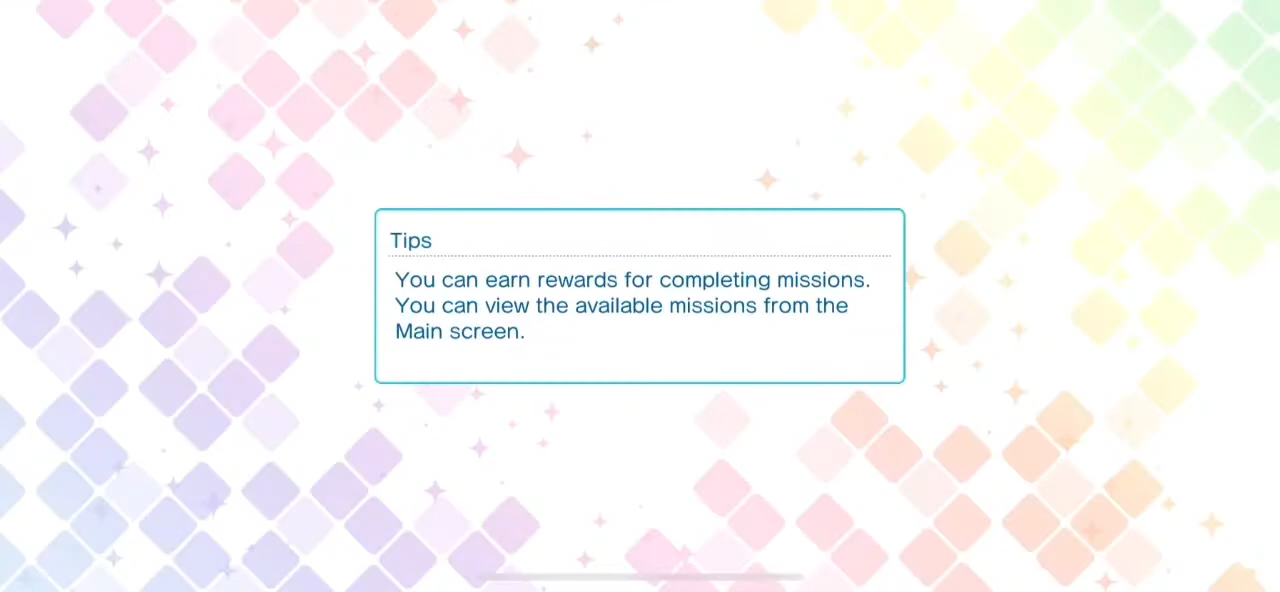 Tips
You can earn rewards for completing missions.
You can view the available missions from the
Main screen.